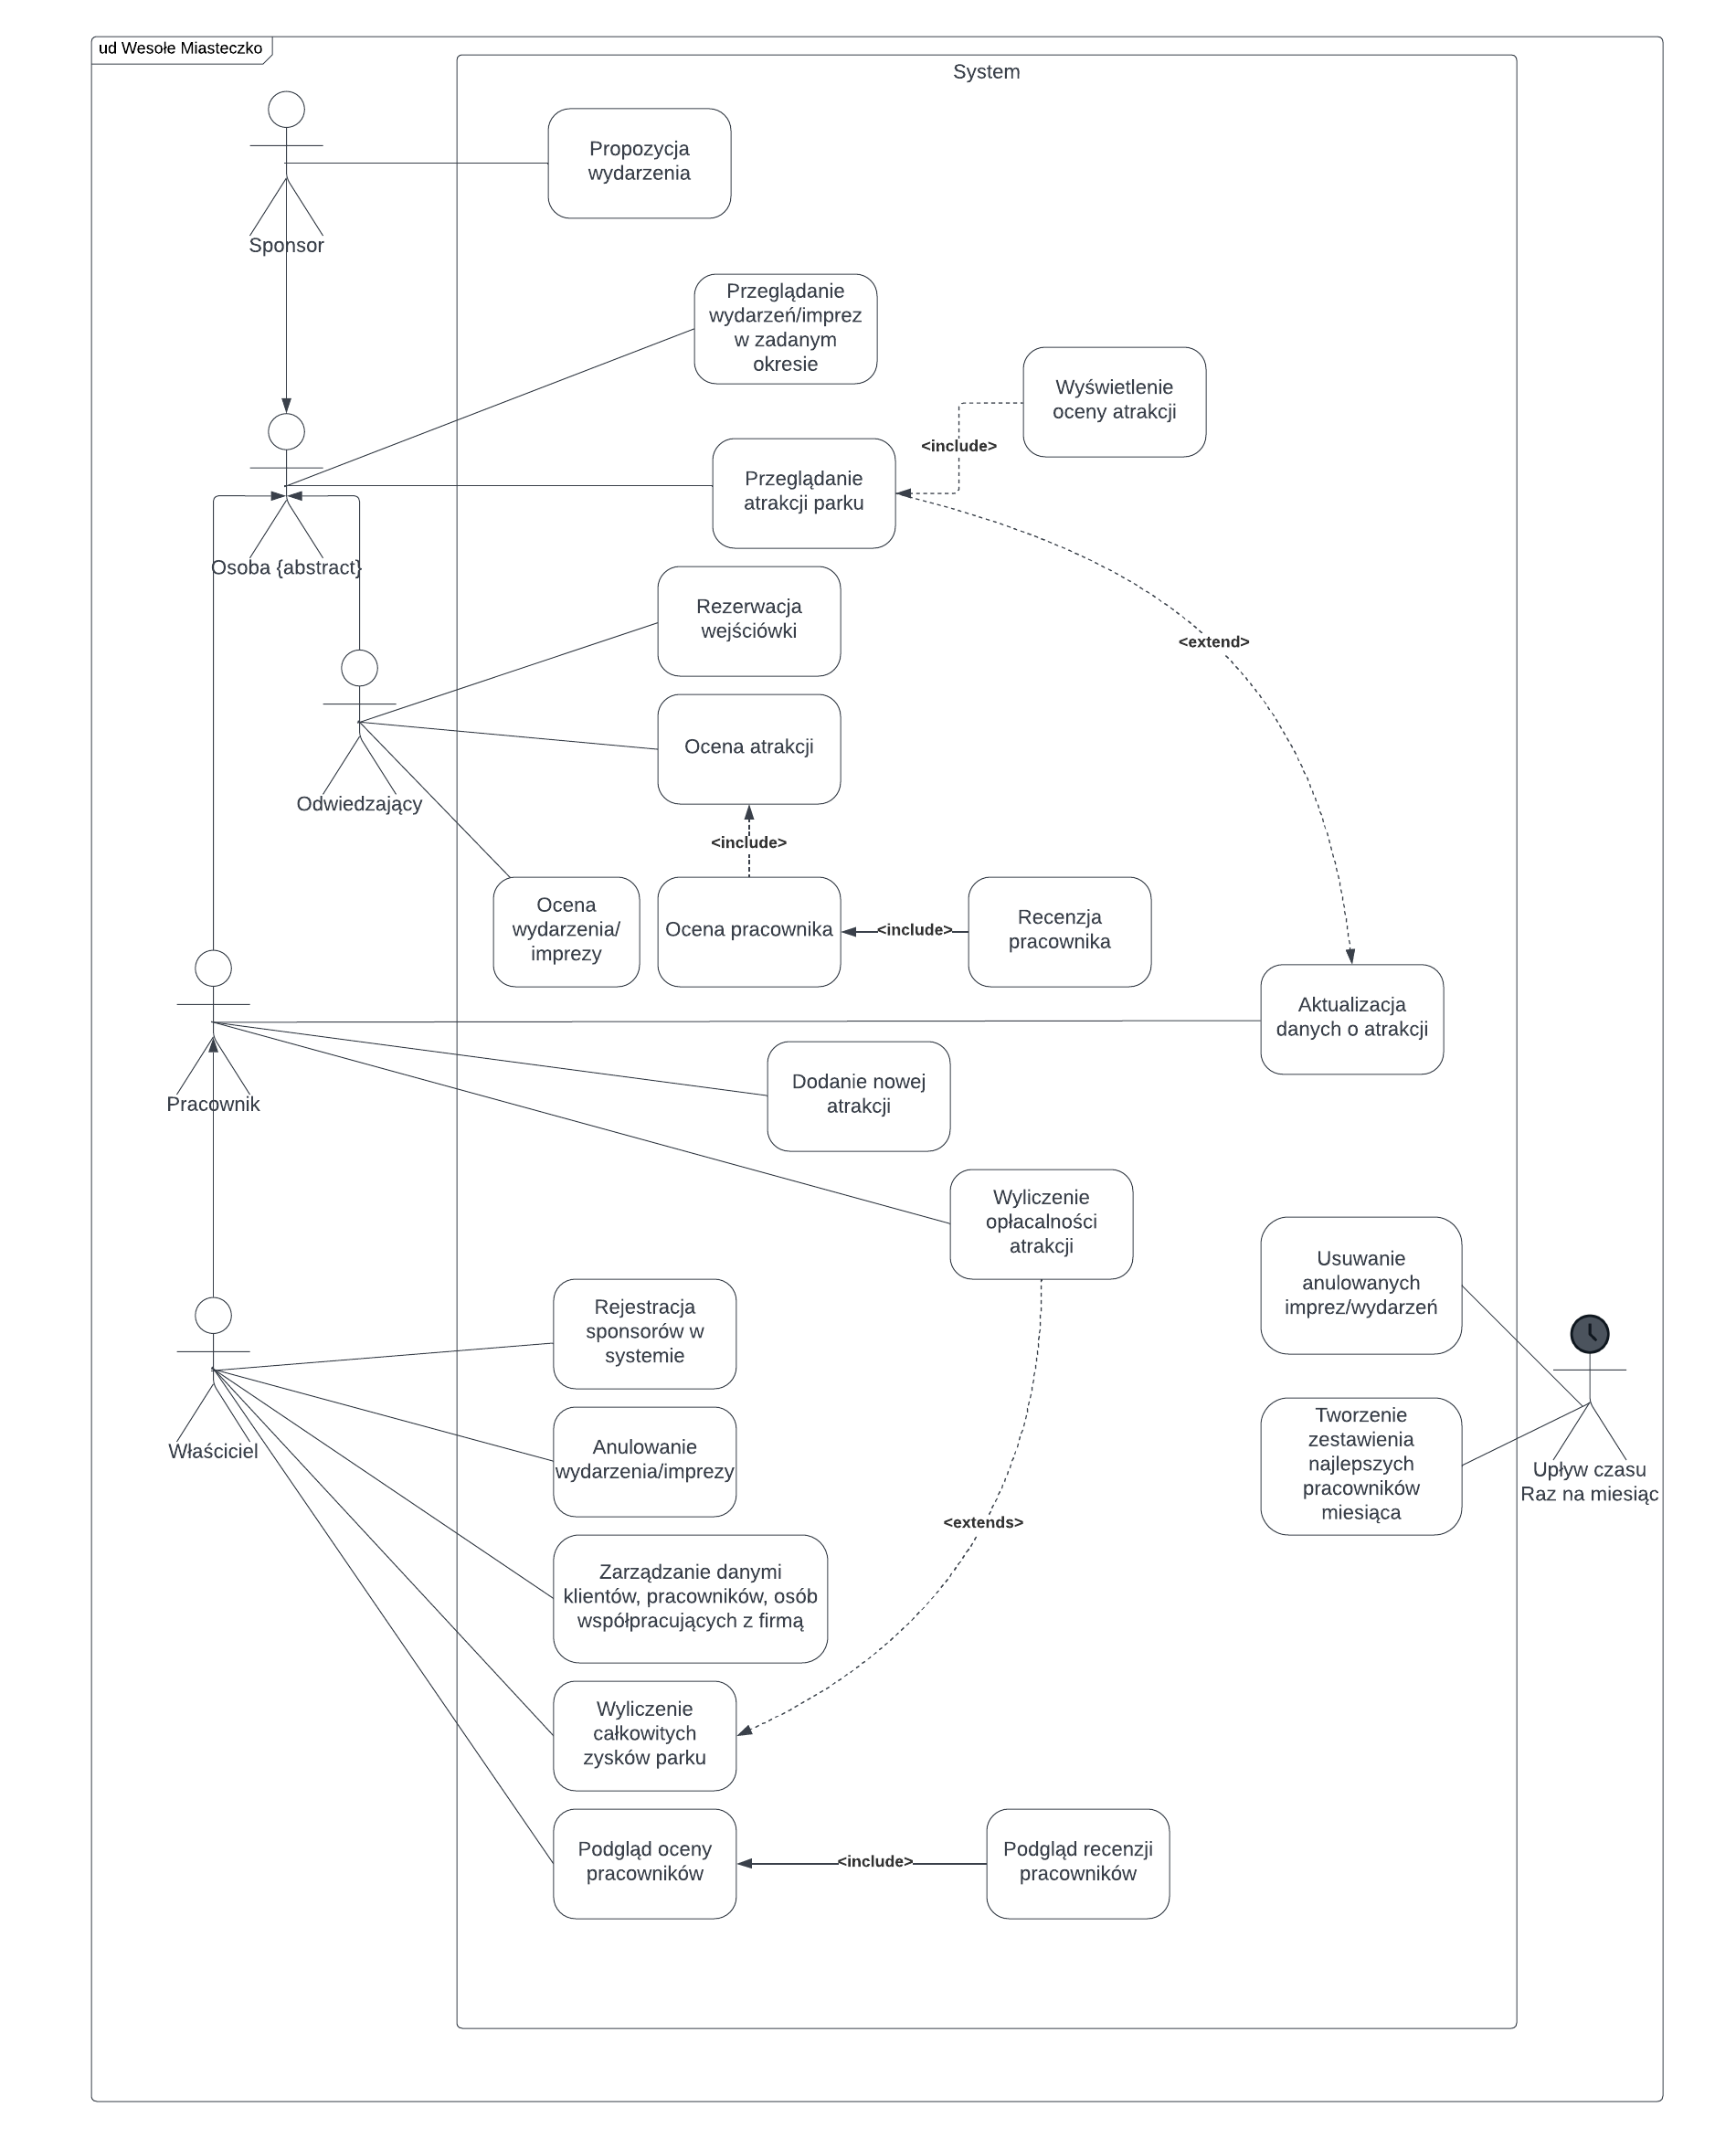 ud Wesołe Miasteczko
System
Propozycja
wydarzenia
Sponsor
Przeglądanie
wydarzeń/imprez
w zadanym
okresie
Wyświetlenie
oceny atrakcji
<include>
Przeglądanie
atrakcji parku
Osoba {abstract}
Rezerwacja
wejściówki
<extend>
Ocena atrakcji
Odwiedzający
<include>
Ocena
wydarzenia/
imprezy
Ocena pracownika
<include>
Recenzja
pracownika
Aktualizacja
danych o atrakcji
Dodanie nowej
atrakcji
Pracownik
Wyliczenie
opłacalności
atrakcji
Usuwanie
anulowanych
imprez/wydarzeń
Rejestracja
sponsorów w
systemie
Właściciel
Anulowanie
wydarzenia/imprezy
Tworzenie
zestawienia
najlepszych
pracowników
miesiąca
Upływ czasu
Raz na miesiąc
<extends>
Zarządzanie danymi
klientów, pracowników, osób
współpracujących z firmą
Wyliczenie
całkowitych
zysków parku
Podgląd oceny
pracowników
<include>
Podgląd recenzji
pracowników